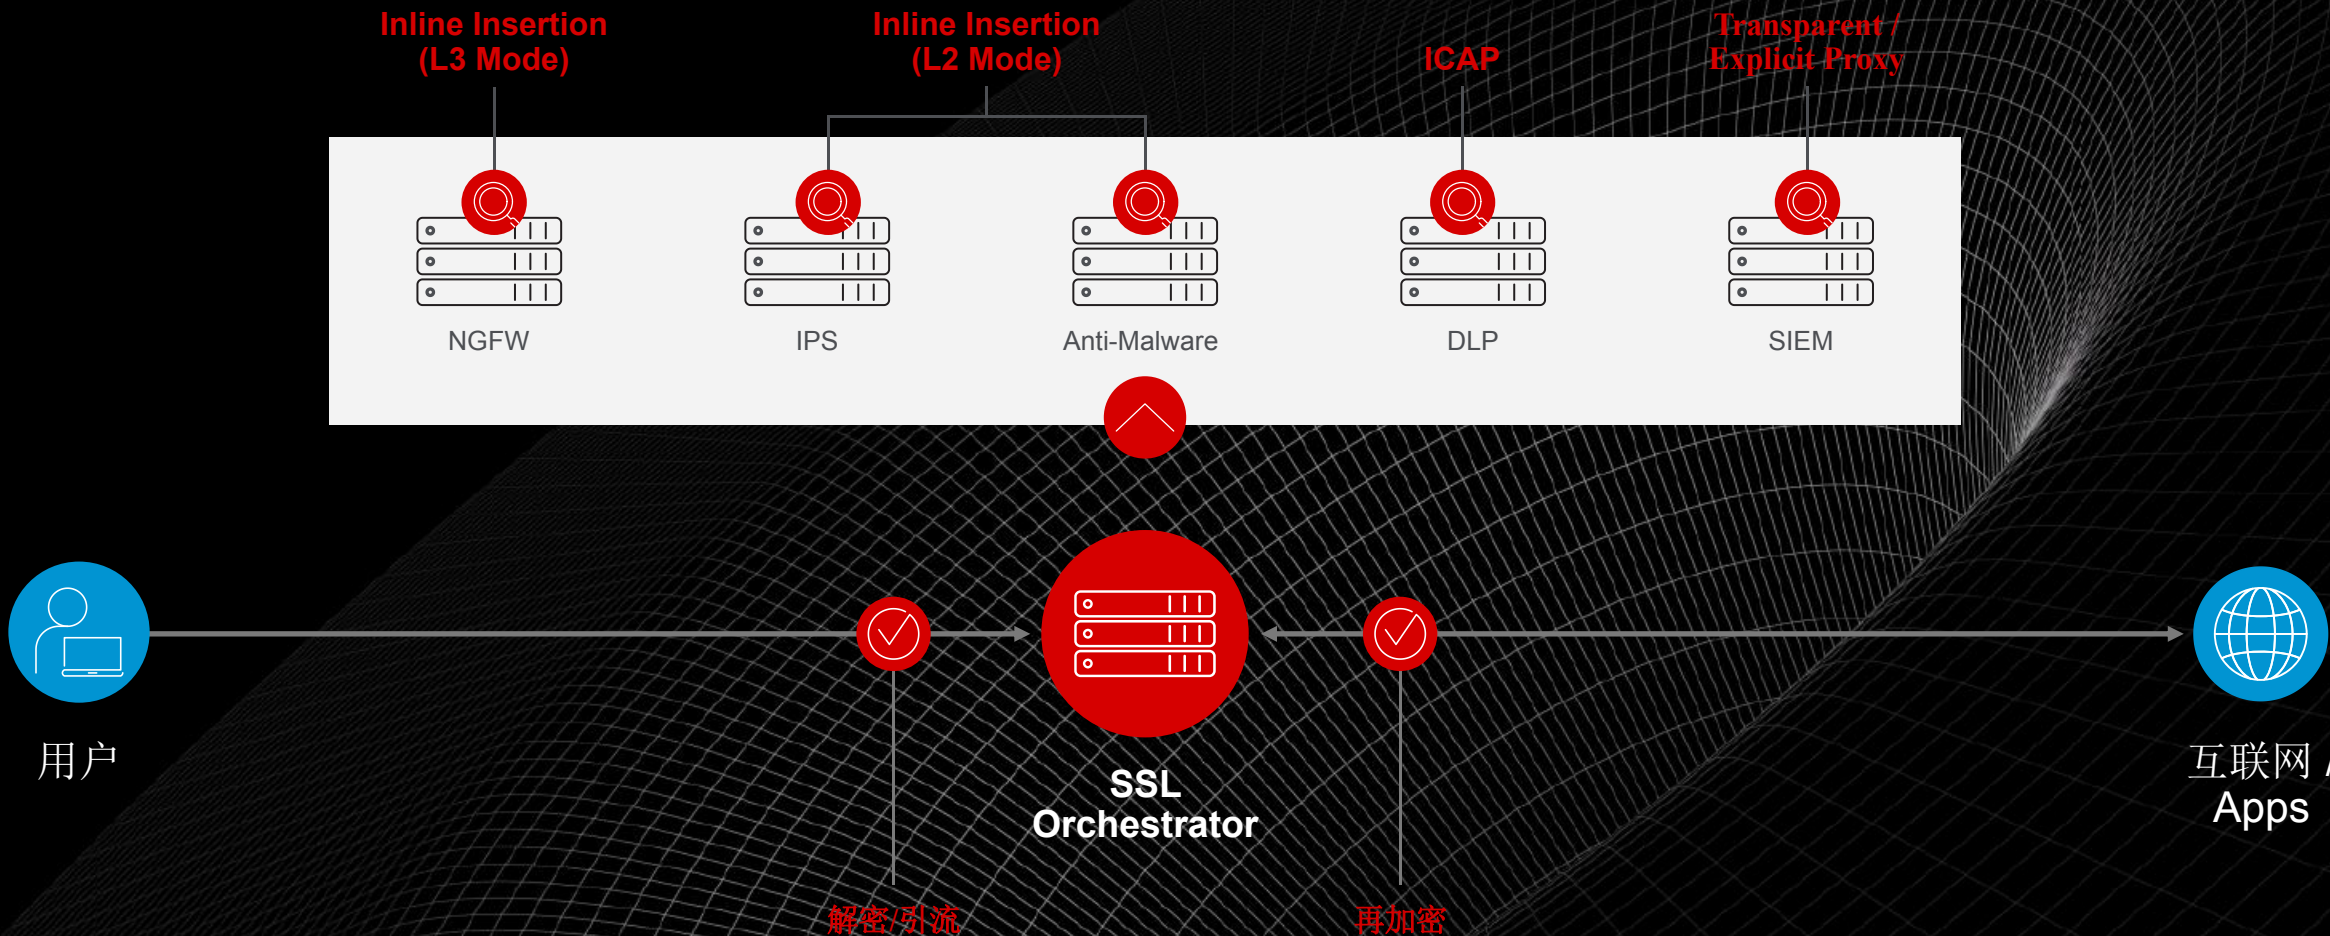 Inline Insertion
(L3 Mode)
Inline Insertion
(L2 Mode)
ICAP
Transparent /
Explicit Proxy
NGFW
IPS
Anti-Malware
DLP
SIEM
用户
SSL
Orchestrator
互联网 /
Apps
解密/引流
再加密